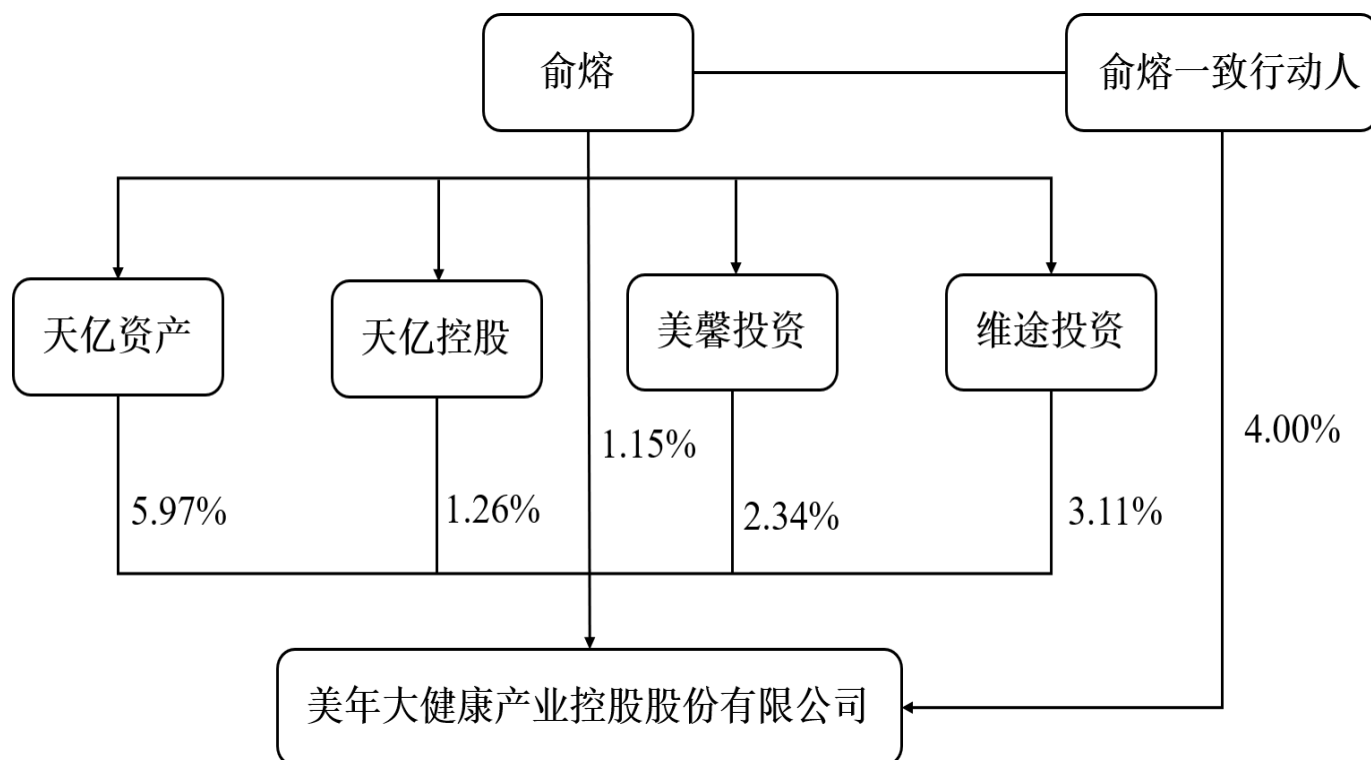 俞熔
俞熔一致行动人
天亿资产
天亿控股
美馨投资
维途投资
5.97%
1.26%
1.15%
2.34%
3.11%
4.00%
美年大健康产业控股股份有限公司